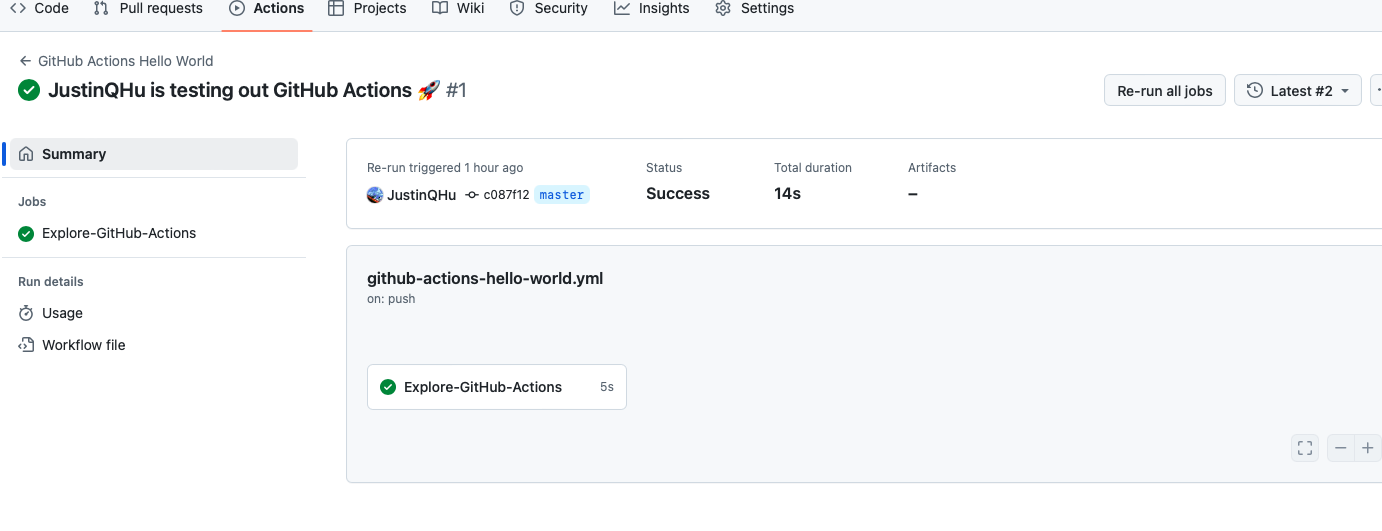 Code Pull requests Actions Projects Wiki Security Insights Settings
← GitHub Actions Hello World
JustinQHu is testing out GitHub Actions 🚀 #1
Re-run all jobs
Latest #2
Summary
Jobs
Explore-GitHub-Actions
Run details
Usage
Workflow file
Re-run triggered 1 hour ago
JustinQHu c087f12 master
Status
Success
Total duration
14s
Artifacts
–
github-actions-hello-world.yml
on: push
Explore-GitHub-Actions 5s